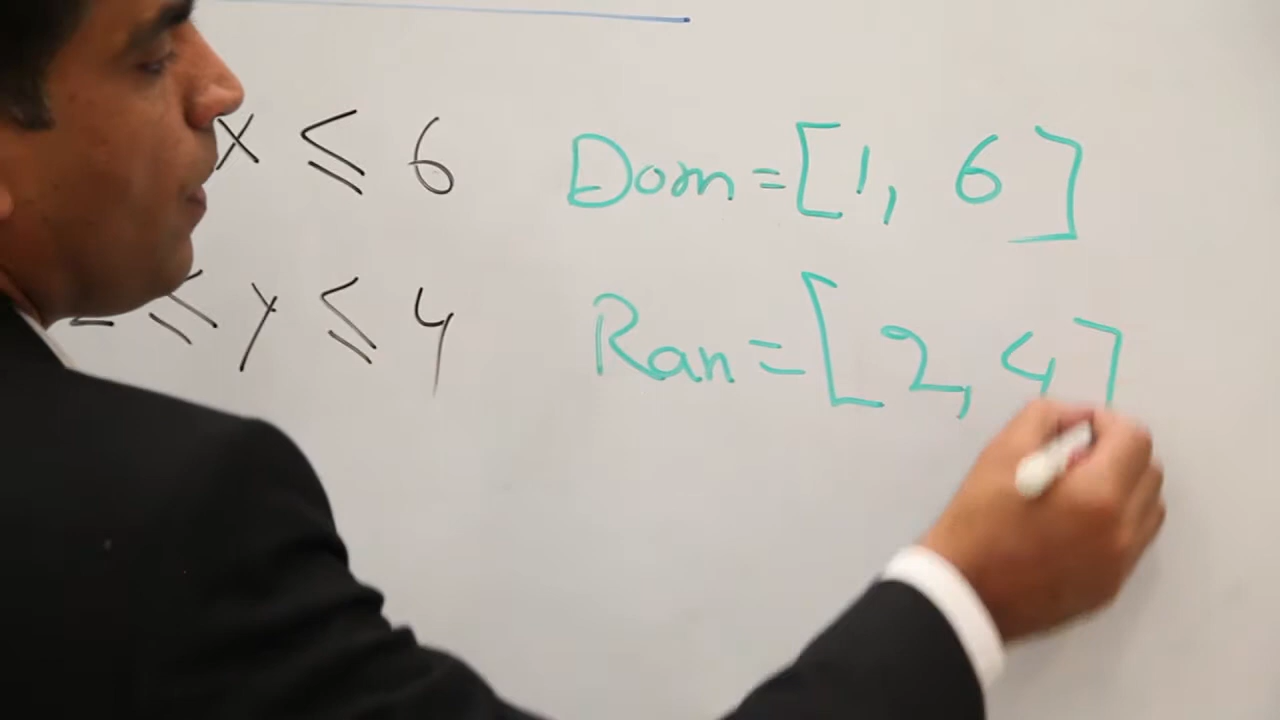 x ≤ 6 Dom = [1, 6]
≤ y ≤ 4 Ran = [2, 4]